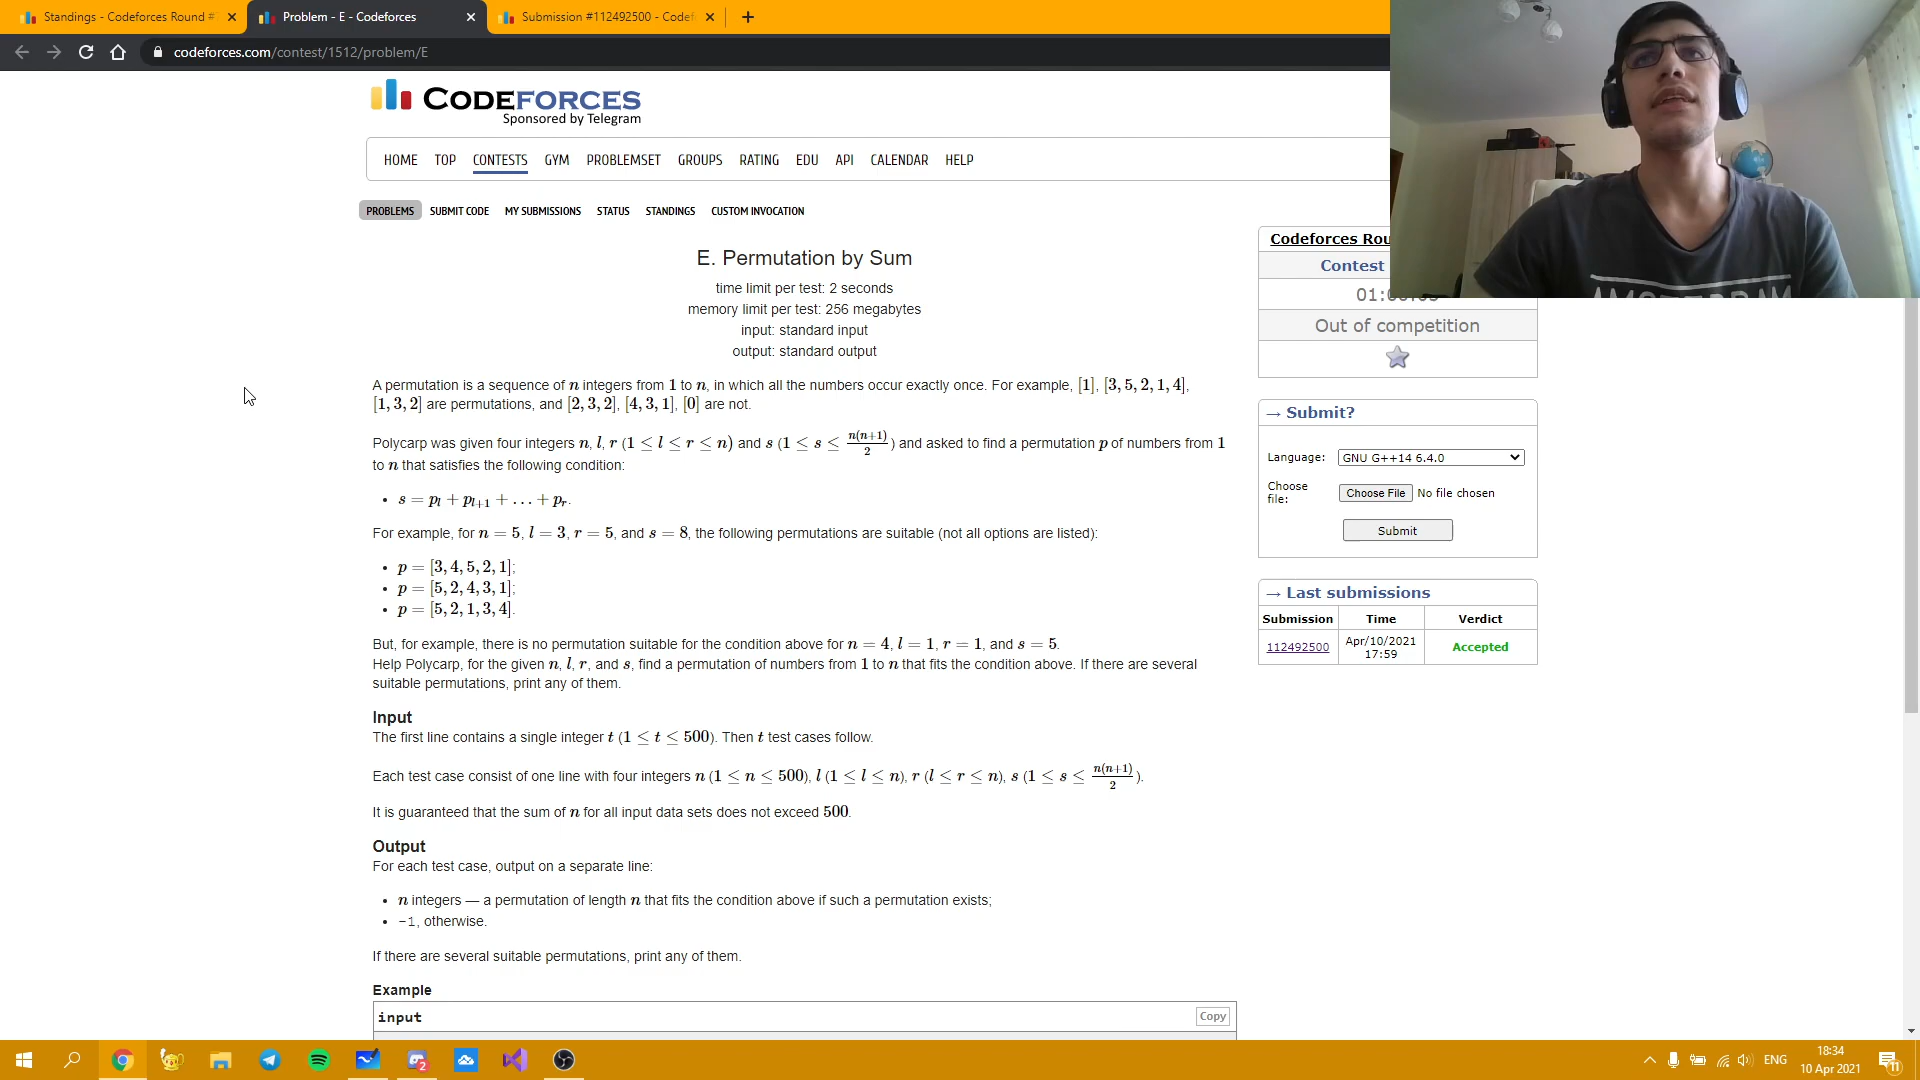 Standings - Codeforces Round #
Problem - E - Codeforces
Submission #112492500 - Codef
codeforces.com/contest/1512/problem/E
CODEFORCES
Sponsored by Telegram
HOME TOP CONTESTS GYM PROBLEMSET GROUPS RATING EDU API CALENDAR HELP
PROBLEMS SUBMIT CODE MY SUBMISSIONS STATUS STANDINGS CUSTOM INVOCATION
E. Permutation by Sum
time limit per test: 2 seconds
memory limit per test: 256 megabytes
input: standard input
output: standard output
A permutation is a sequence of n integers from 1 to n, in which all the numbers occur exactly once. For example, [1], [3, 5, 2, 1, 4],
[1, 3, 2] are permutations, and [2, 3, 2], [4, 3, 1], [0] are not.
Polycarp was given four integers n, l, r (1 ≤ l ≤ r ≤ n) and s (1 ≤ s ≤ n(n+1)/2) and asked to find a permutation p of numbers from 1
to n that satisfies the following condition:
• s = p_l + p_{l+1} + … + p_r.
For example, for n = 5, l = 3, r = 5, and s = 8, the following permutations are suitable (not all options are listed):
• p = [3, 4, 5, 2, 1];
• p = [5, 2, 4, 3, 1];
• p = [5, 2, 1, 3, 4].
But, for example, there is no permutation suitable for the condition above for n = 4, l = 1, r = 1, and s = 5.
Help Polycarp, for the given n, l, r, and s, find a permutation of numbers from 1 to n that fits the condition above. If there are several
suitable permutations, print any of them.
Input
The first line contains a single integer t (1 ≤ t ≤ 500). Then t test cases follow.
Each test case consist of one line with four integers n (1 ≤ n ≤ 500), l (1 ≤ l ≤ n), r (l ≤ r ≤ n), s (1 ≤ s ≤ n(n+1)/2).
It is guaranteed that the sum of n for all input data sets does not exceed 500.
Output
For each test case, output on a separate line:
• n integers — a permutation of length n that fits the condition above if such a permutation exists;
• -1, otherwise.
If there are several suitable permutations, print any of them.
Example
input
Copy
Codeforces Rou
Contest
01:
Out of competition
→ Submit?
Language: GNU G++14 6.4.0
Choose
file: Choose File No file chosen
Submit
→ Last submissions
Submission Time Verdict
112492500 Apr/10/2021 17:59 Accepted
2
ENG
18:34
10 Apr 2021
11